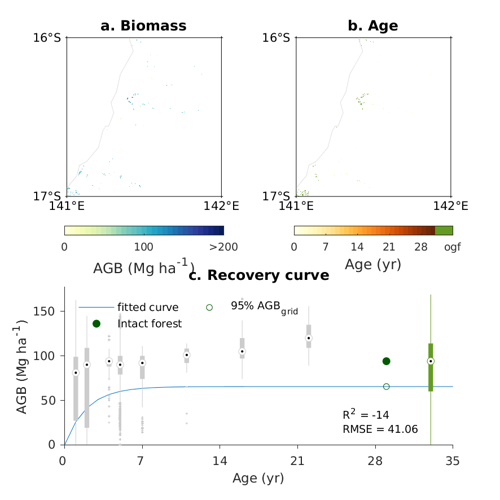 a. Biomass
b. Age
16°S
16°S
17°S
17°S
141°E
142°E
141°E
142°E
0
100
>200
0
7
14
21
28
ogf
AGB (Mg ha⁻¹)
Age (yr)
c. Recovery curve
fitted curve
95% AGB_grid
Intact forest
150
100
50
0
AGB (Mg ha⁻¹)
R² = -14
RMSE = 41.06
0
7
14
21
28
35
Age (yr)